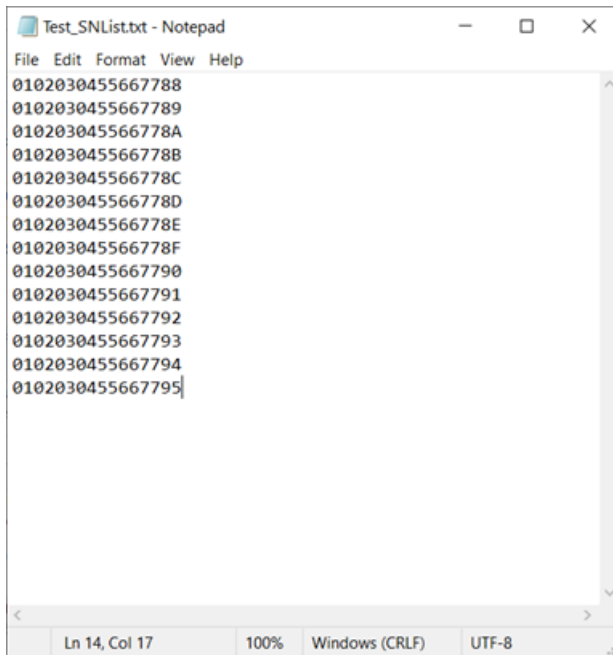 Test_SNList.txt - Notepad
File Edit Format View Help
0102030455667788
0102030455667789
010203045566778A
010203045566778B
010203045566778C
010203045566778D
010203045566778E
010203045566778F
0102030455667790
0102030455667791
0102030455667792
0102030455667793
0102030455667794
0102030455667795
Ln 14, Col 17 100% Windows (CRLF) UTF-8